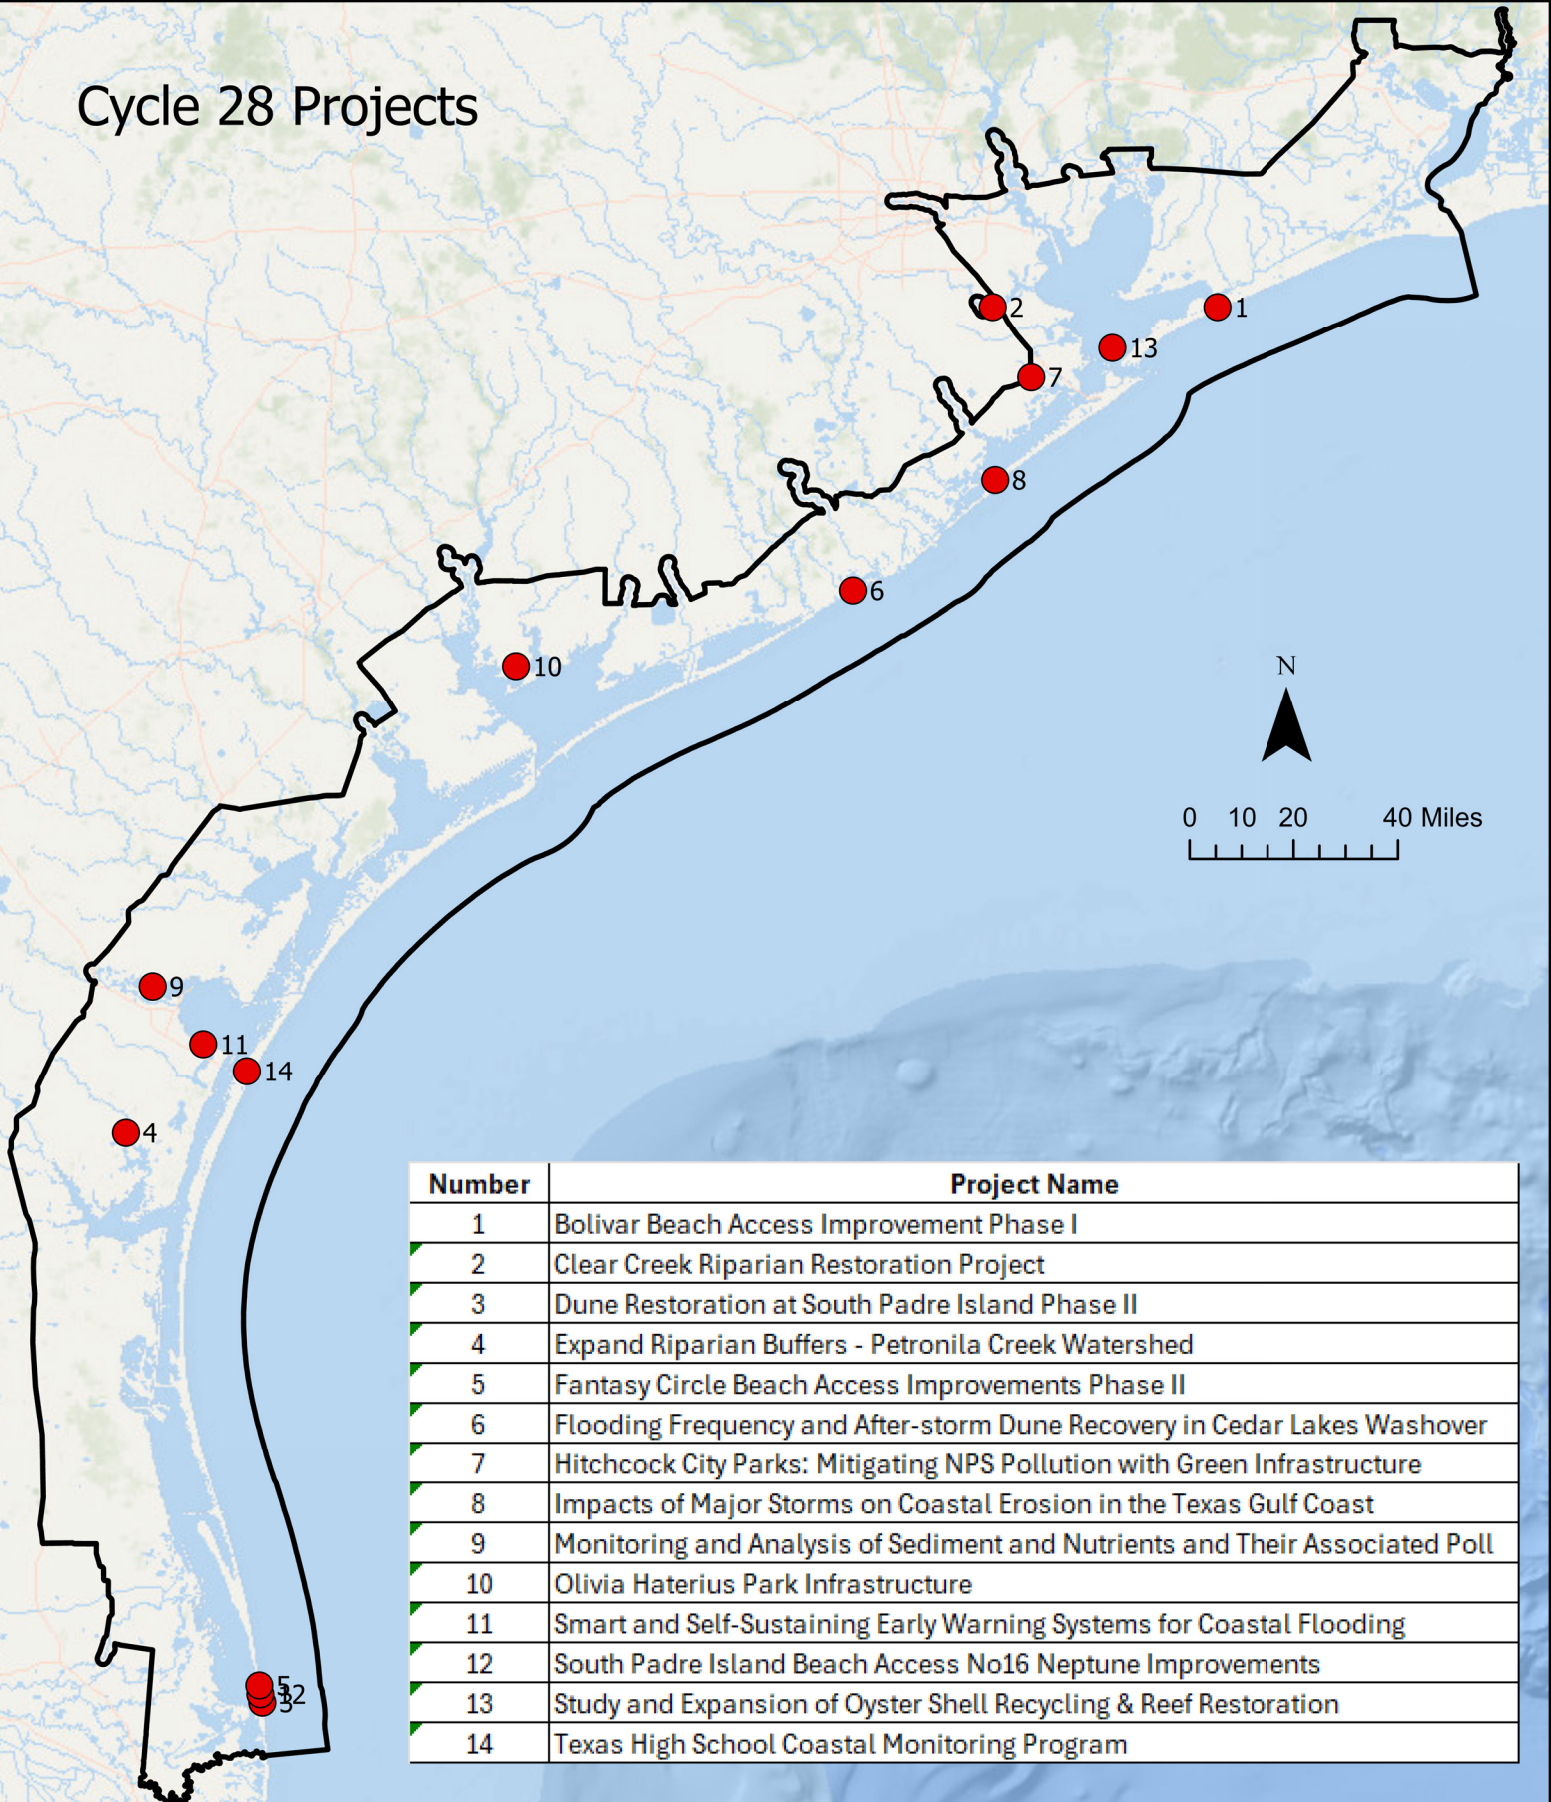 Cycle 28 Projects
2
1
13
7
8
6
10
N
0 10 20 40 Miles
9
11
14
4
5
12
3
Number Project Name
1 Bolivar Beach Access Improvement Phase I
2 Clear Creek Riparian Restoration Project
3 Dune Restoration at South Padre Island Phase II
4 Expand Riparian Buffers - Petronila Creek Watershed
5 Fantasy Circle Beach Access Improvements Phase II
6 Flooding Frequency and After-storm Dune Recovery in Cedar Lakes Washover
7 Hitchcock City Parks: Mitigating NPS Pollution with Green Infrastructure
8 Impacts of Major Storms on Coastal Erosion in the Texas Gulf Coast
9 Monitoring and Analysis of Sediment and Nutrients and Their Associated Poll
10 Olivia Haterius Park Infrastructure
11 Smart and Self-Sustaining Early Warning Systems for Coastal Flooding
12 South Padre Island Beach Access No16 Neptune Improvements
13 Study and Expansion of Oyster Shell Recycling & Reef Restoration
14 Texas High School Coastal Monitoring Program